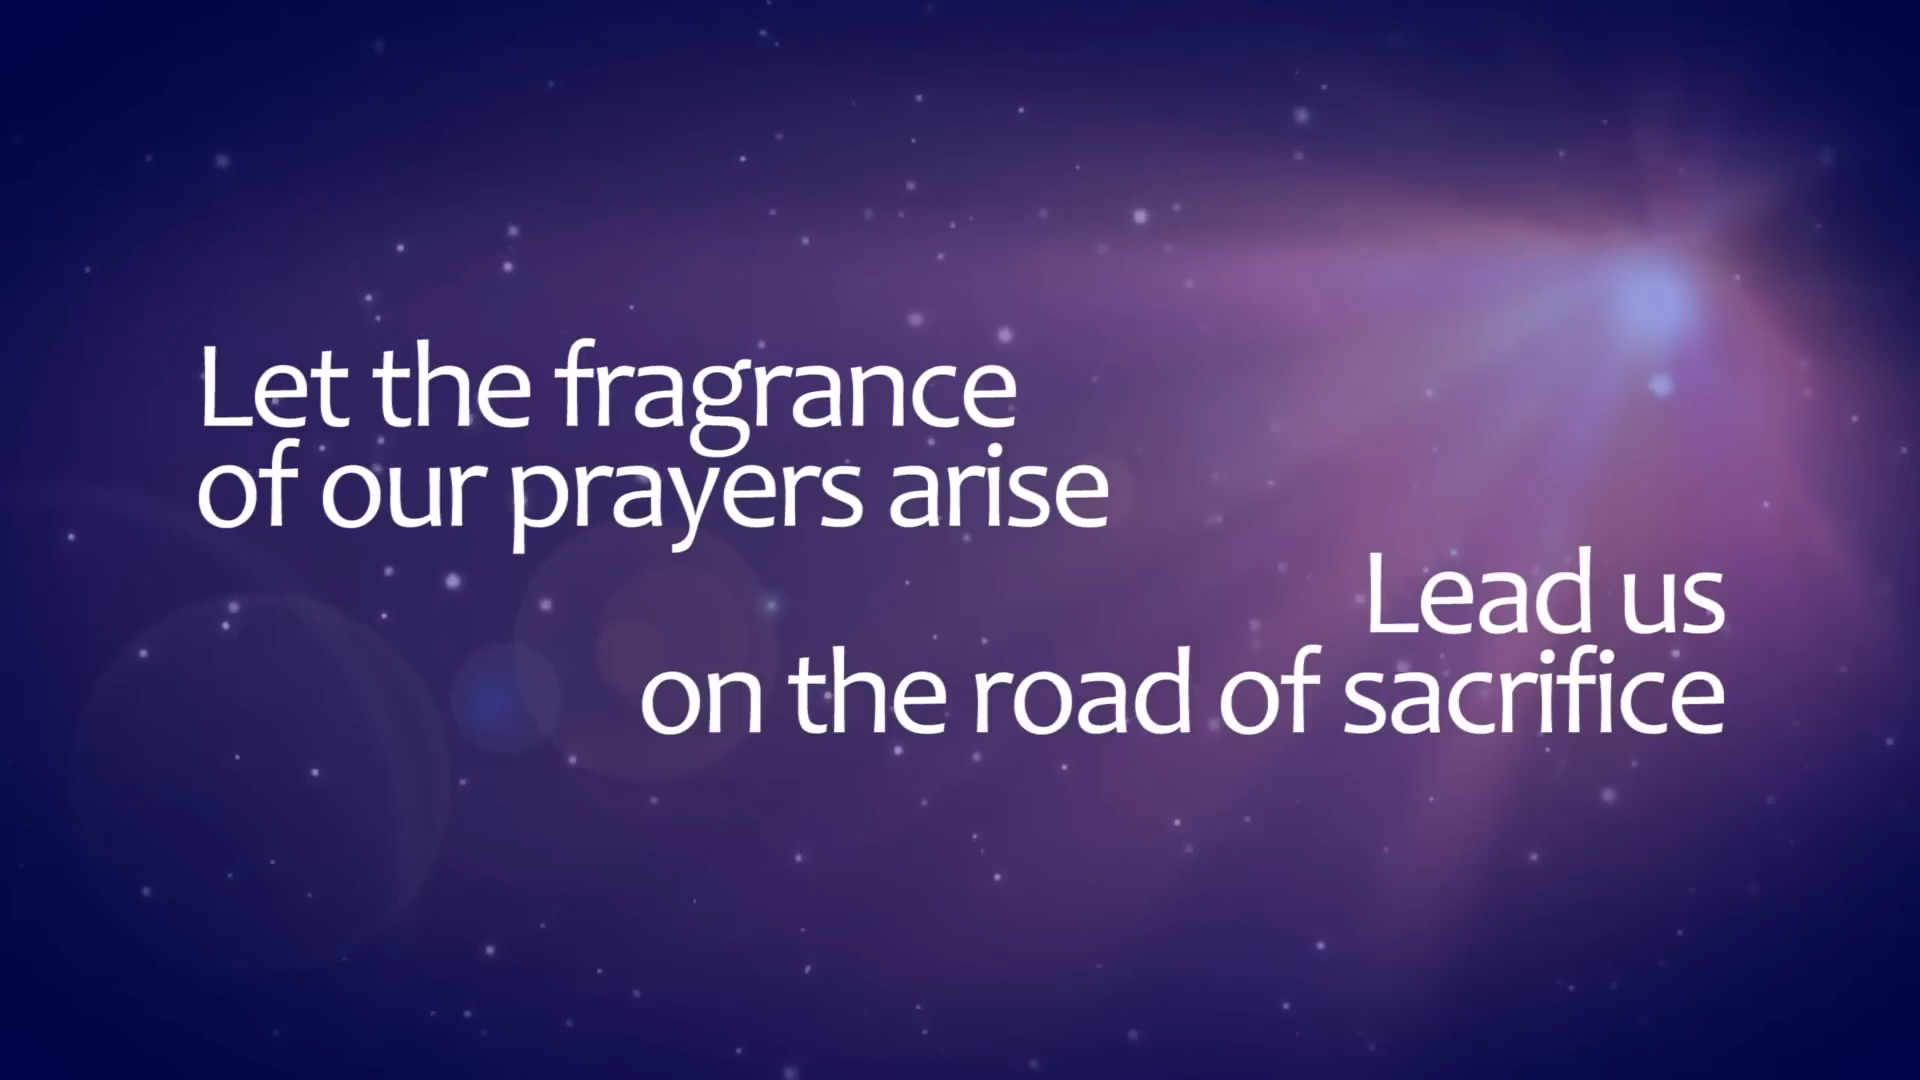 Let the fragrance
of our prayers arise
Lead us
on the road of sacrifice